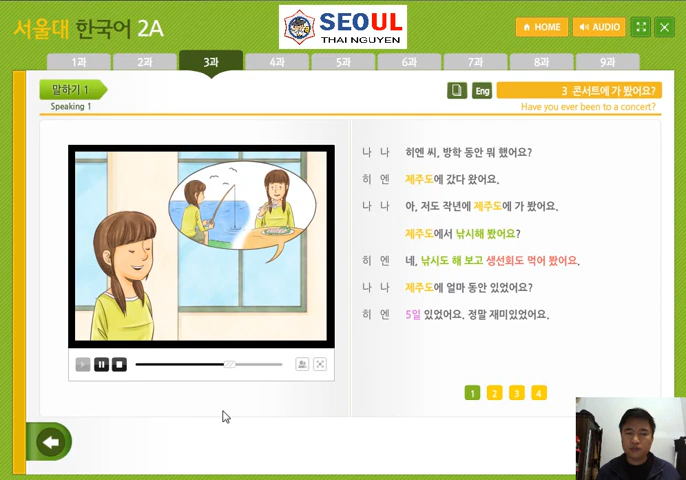 서울대 한국어 2A
SEOUL
THAI NGUYEN
HOME
AUDIO
1과 2과 3과 4과 5과 6과 7과 8과 9과
말하기 1
Speaking 1
Eng
3 콘서트에 가 봤어요?
Have you ever been to a concert?
나 나 히엔 씨, 방학 동안 뭐 했어요?
히 엔 제주도에 갔다 왔어요.
나 나 아, 저도 작년에 제주도에 가 봤어요.
제주도에서 낚시해 봤어요?
히 엔 네, 낚시도 해 보고 생선회도 먹어 봤어요.
나 나 제주도에 얼마 동안 있었어요?
히 엔 5일 있었어요. 정말 재미있었어요.
1 2 3 4